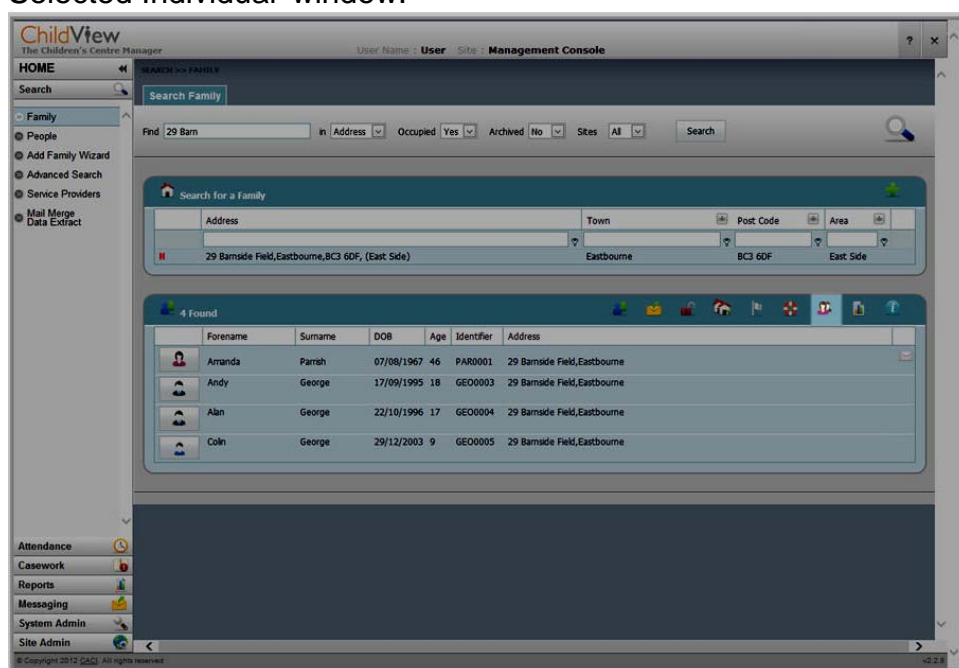 Selected Individual window.
ChildView
The Children's Centre Manager
User Name : User Site : Management Console
? ×
HOME
SEARCH >> FAMILY
Search
Search Family
Family
People
Add Family Wizard
Advanced Search
Service Providers
Mail Merge
Data Extract
Find 29 Barn in Address Occupied Yes Archived No Sites All Search
Search for a Family
Address Town Post Code Area
29 Barnside Field,Eastbourne,BC3 6DF, (East Side) Eastbourne BC3 6DF East Side
4 Found
Forename Surname DOB Age Identifier Address
Amanda Parrish 07/08/1967 46 PAR0001 29 Barnside Field,Eastbourne
Andy George 17/09/1995 18 GEO0003 29 Barnside Field,Eastbourne
Alan George 22/10/1996 17 GEO0004 29 Barnside Field,Eastbourne
Colin George 29/12/2003 9 GEO0005 29 Barnside Field,Eastbourne
Attendance
Casework
Reports
Messaging
System Admin
Site Admin
© Copyright 2012 CACI. All rights reserved
v2.2.8